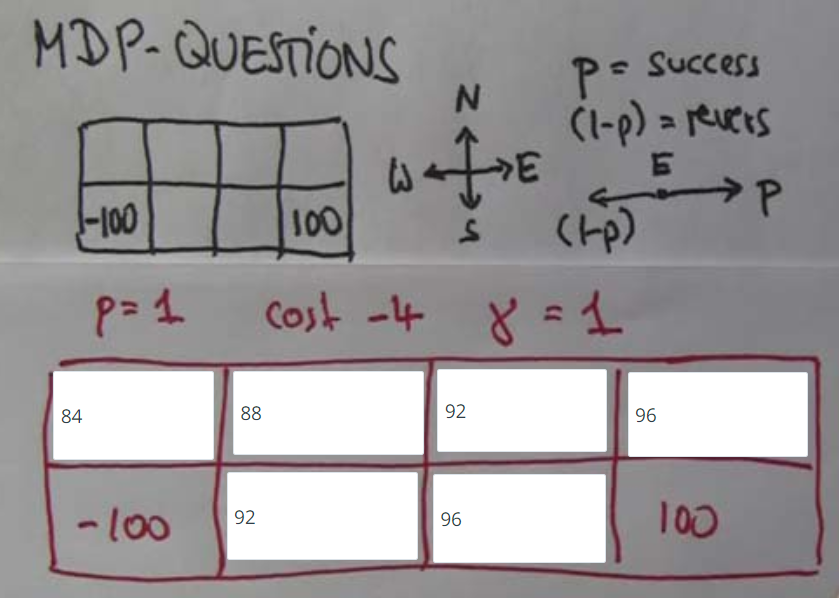 MDP-QUESTIONS
p = success
(1-p) = revers
N
W E
S
E
p
(1-p)
-100 100
p = 1 cost -4 γ = 1
84 88 92 96
-100 92 96 100